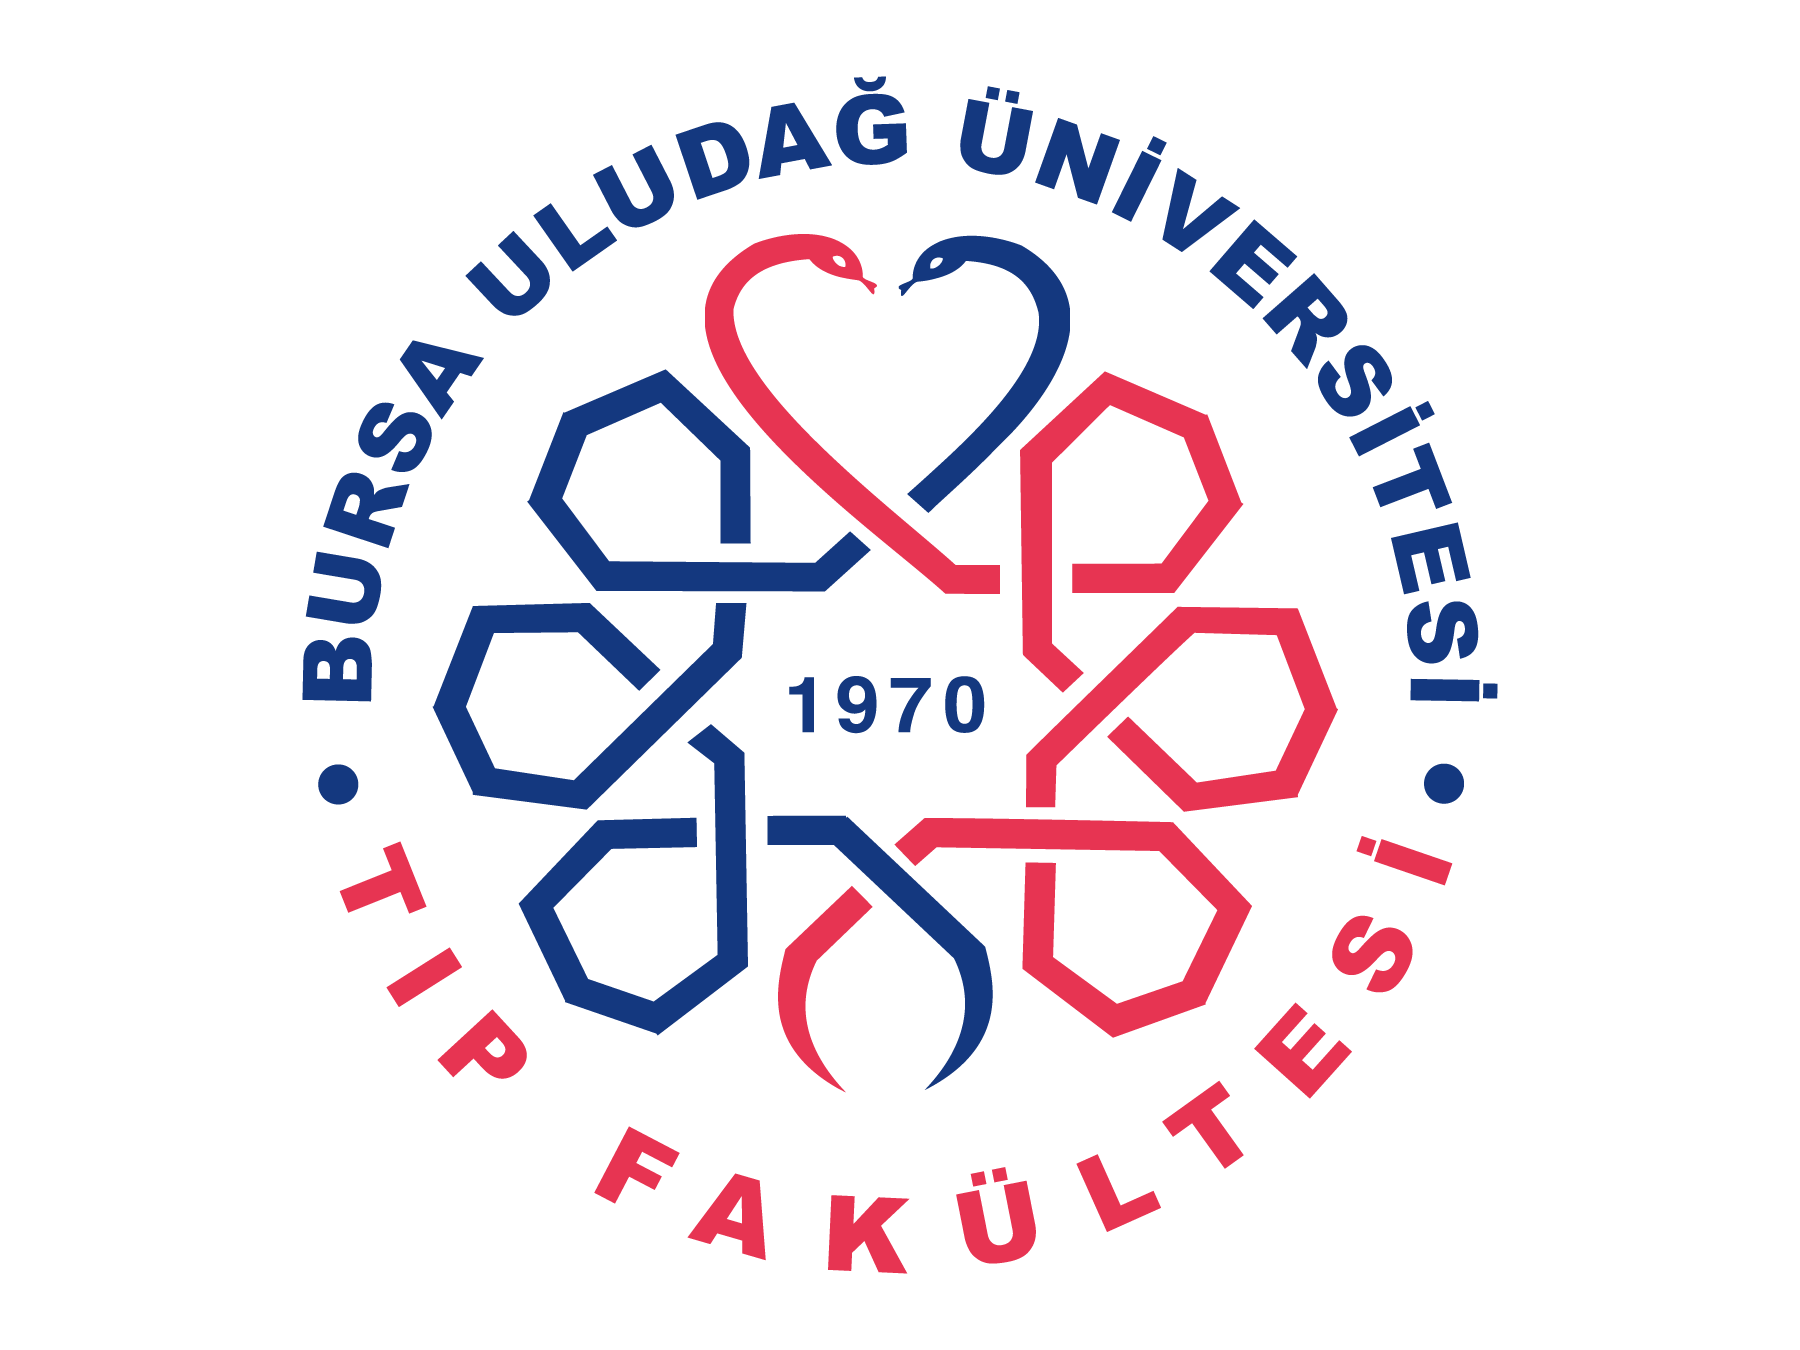 BURSA ULUDAĞ ÜNİVERSİTESİ
1970
• TIP FAKÜLTESİ •